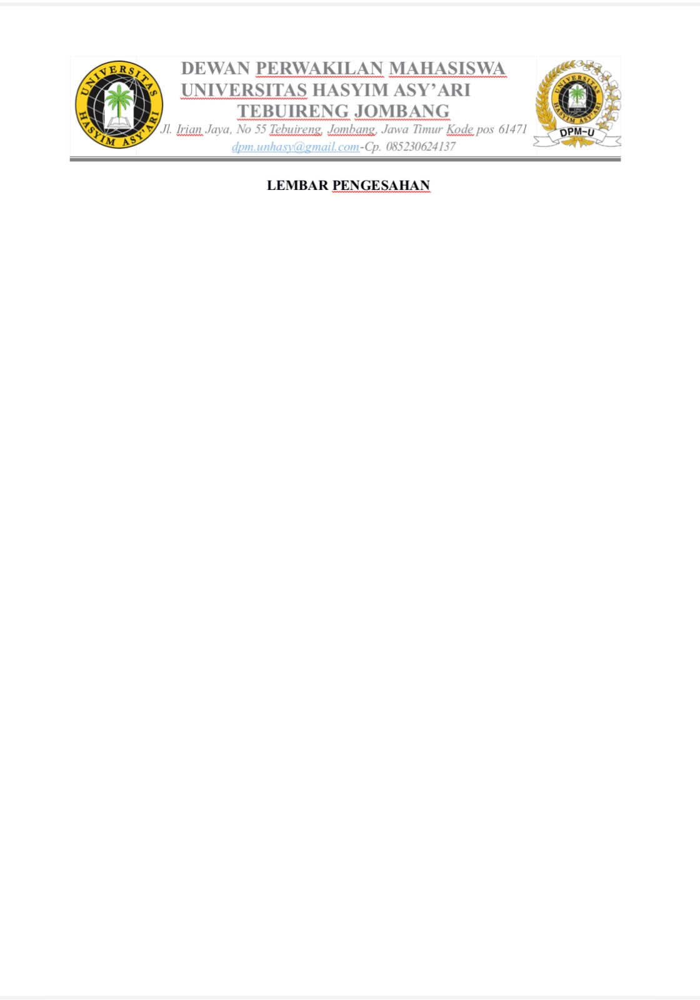 DEWAN PERWAKILAN MAHASISWA
UNIVERSITAS HASYIM ASY’ARI
TEBUIRENG JOMBANG
Jl. Irian Jaya, No 55 Tebuireng, Jombang, Jawa Timur Kode pos 61471
dpm.unhasy@gmail.com-Cp. 085230624137
UNIVERSITAS
HASYIM ASY'ARI
UNIVERSITAS
HASYIM ASY'ARI
DPM
DPM-U
LEMBAR PENGESAHAN